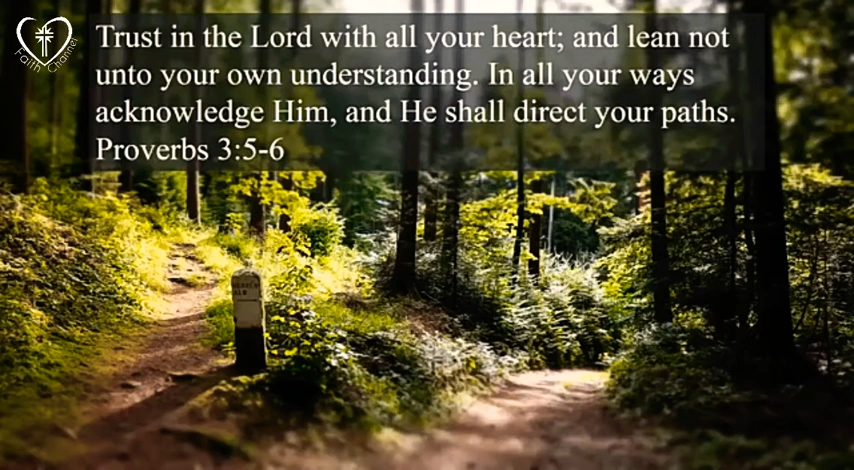 Trust in the Lord with all your heart; and lean not
unto your own understanding. In all your ways
acknowledge Him, and He shall direct your paths.
Proverbs 3:5-6
Faith Channel